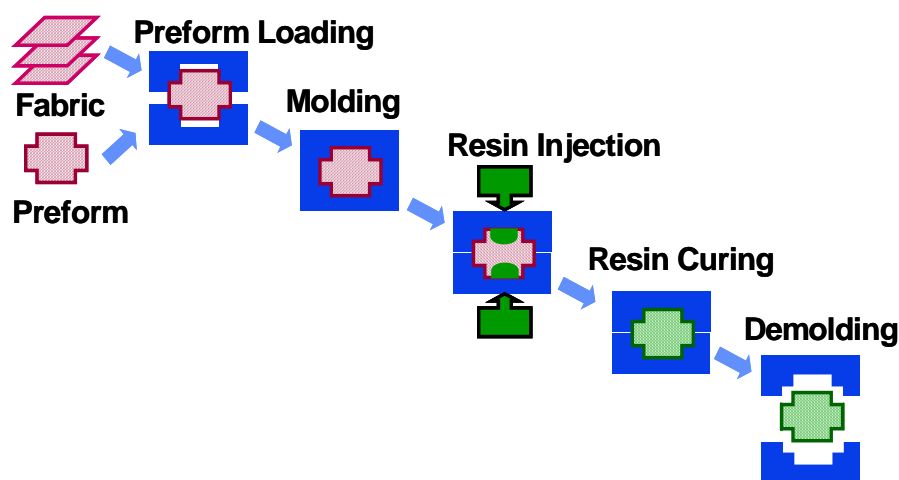 Preform Loading
Fabric
Molding
Preform
Resin Injection
Resin Curing
Demolding